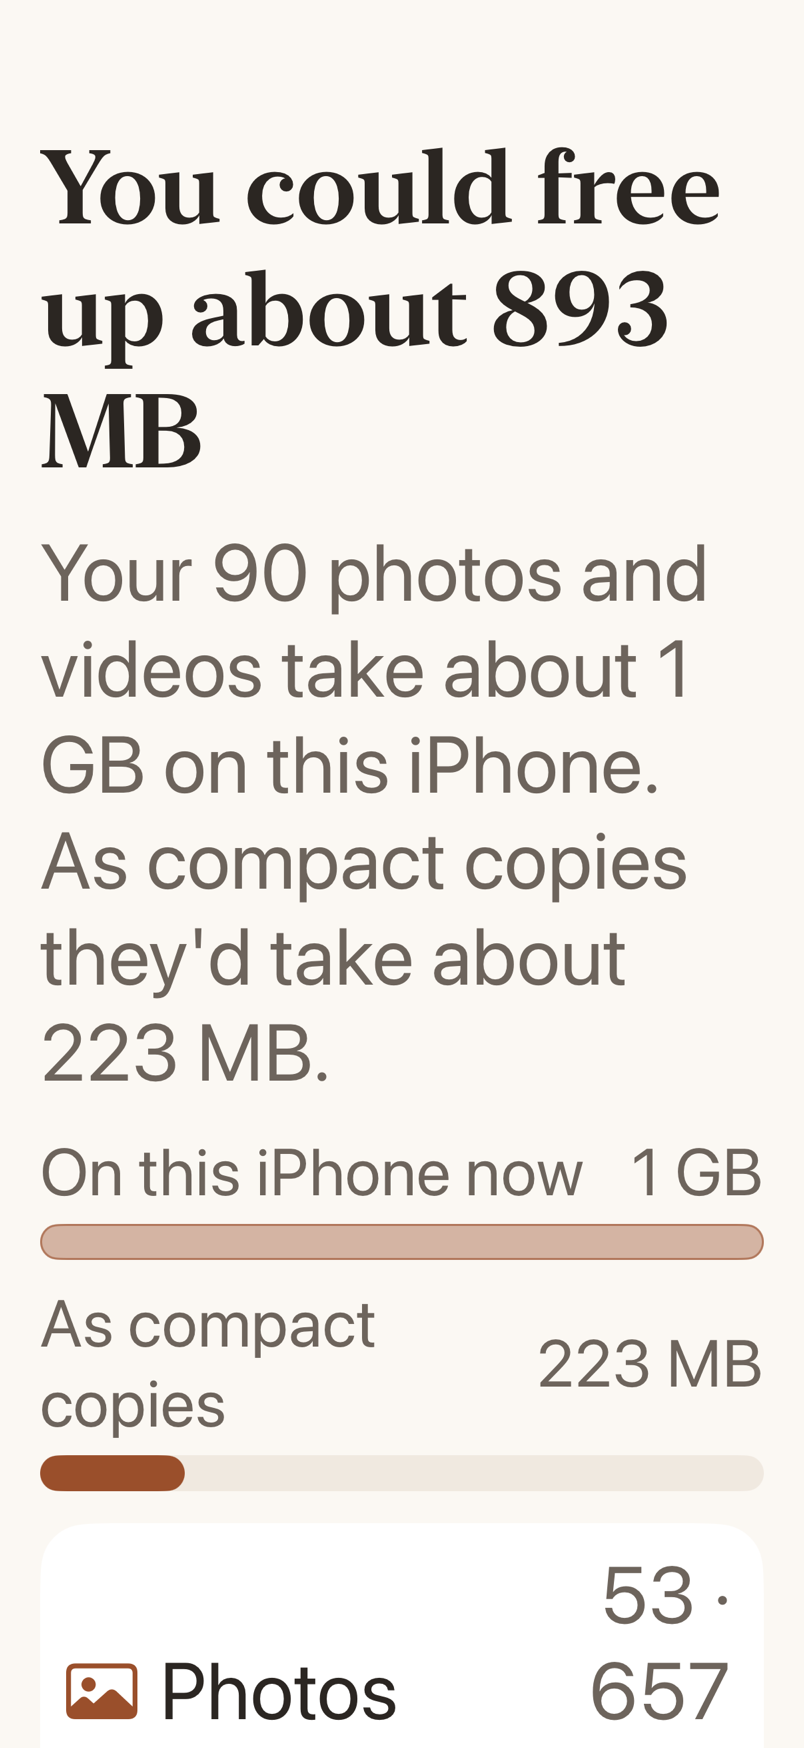 You could free
up about 893
MB
Your 90 photos and
videos take about 1
GB on this iPhone.
As compact copies
they'd take about
223 MB.
On this iPhone now 1 GB
As compact
copies
223 MB
53 ·
Photos 657